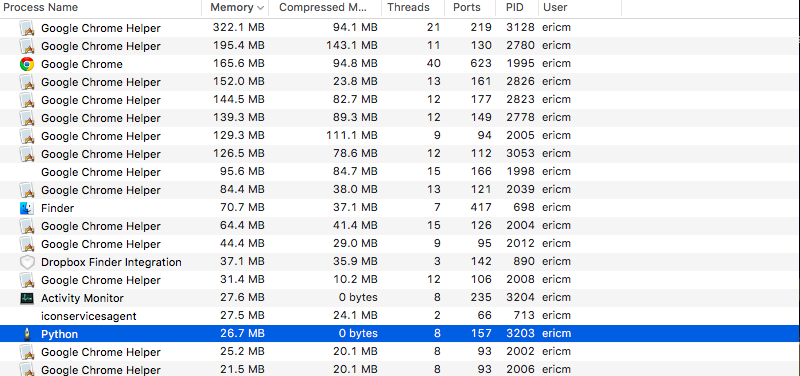 Process Name Memory Compressed M... Threads Ports PID User
Google Chrome Helper 322.1 MB 94.1 MB 21 219 3128 ericm
Google Chrome Helper 195.4 MB 143.1 MB 11 130 2780 ericm
Google Chrome 165.6 MB 94.8 MB 40 623 1995 ericm
Google Chrome Helper 152.0 MB 23.8 MB 13 161 2826 ericm
Google Chrome Helper 144.5 MB 82.7 MB 12 177 2823 ericm
Google Chrome Helper 139.3 MB 89.3 MB 12 149 2778 ericm
Google Chrome Helper 129.3 MB 111.1 MB 9 94 2005 ericm
Google Chrome Helper 126.5 MB 78.6 MB 12 112 3053 ericm
Google Chrome Helper 95.6 MB 84.7 MB 15 166 1998 ericm
Google Chrome Helper 84.4 MB 38.0 MB 13 121 2039 ericm
Finder 70.7 MB 37.1 MB 7 417 698 ericm
Google Chrome Helper 64.4 MB 41.4 MB 15 126 2004 ericm
Google Chrome Helper 44.4 MB 29.0 MB 9 95 2012 ericm
Dropbox Finder Integration 37.1 MB 35.9 MB 3 142 890 ericm
Google Chrome Helper 31.4 MB 10.2 MB 12 106 2008 ericm
Activity Monitor 27.6 MB 0 bytes 8 235 3204 ericm
iconservicesagent 27.5 MB 24.1 MB 2 66 713 ericm
Python 26.7 MB 0 bytes 8 157 3203 ericm
Google Chrome Helper 25.2 MB 20.1 MB 8 93 2002 ericm
Google Chrome Helper 21.5 MB 20.1 MB 8 93 2006 ericm